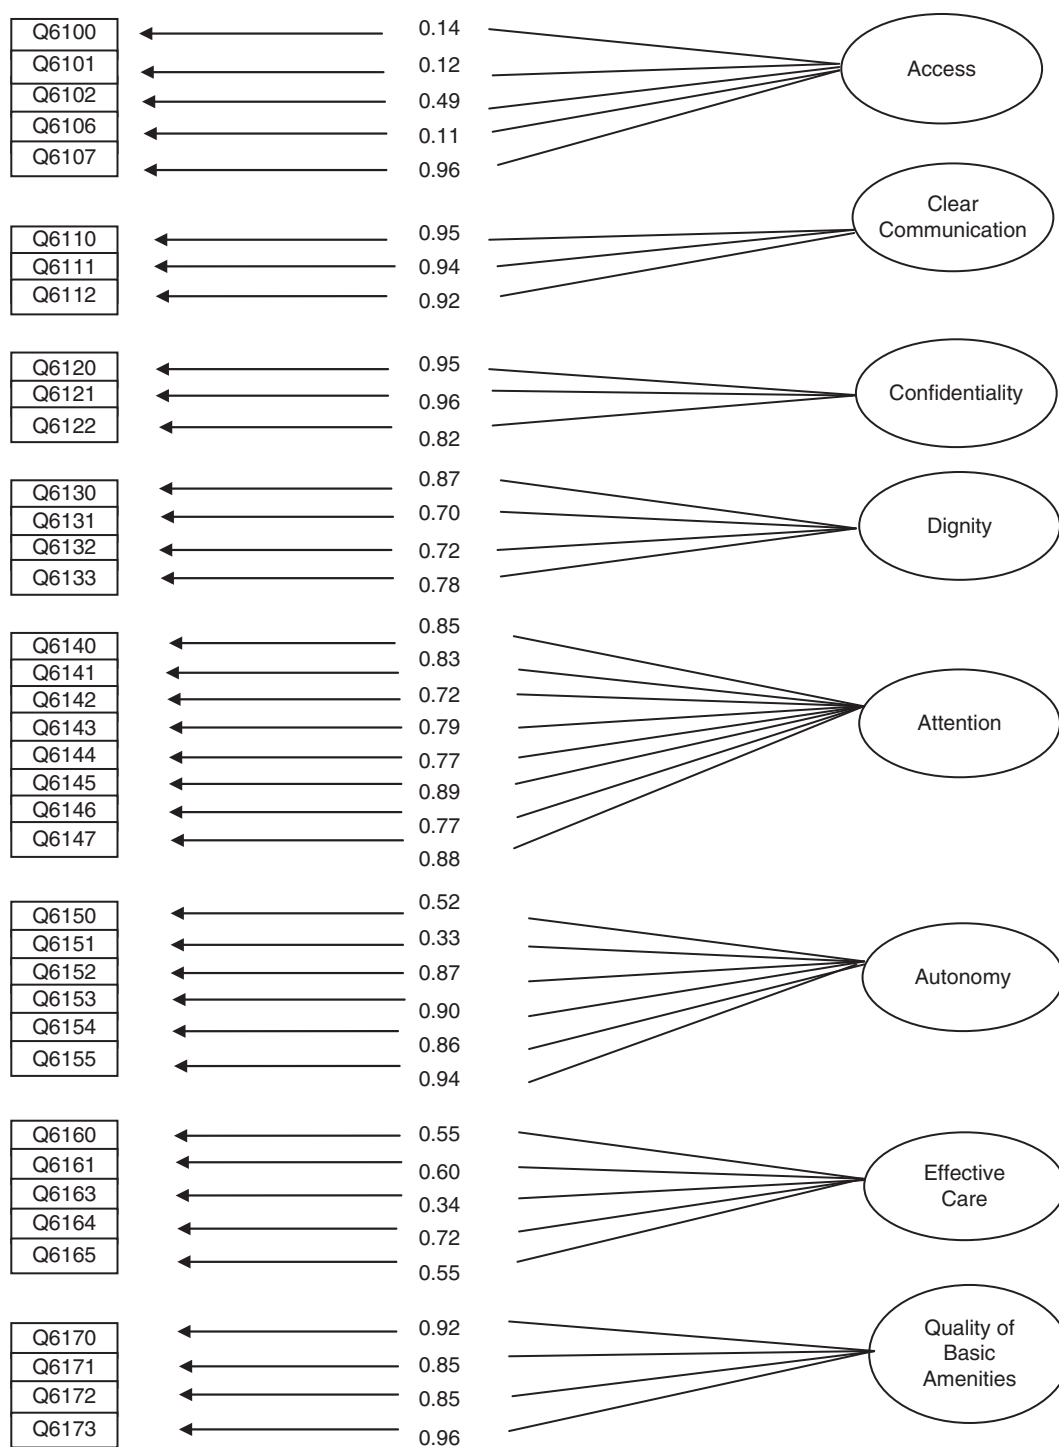 Q6100 0.14
Q6101 0.12
Q6102 0.49
Q6106 0.11
Q6107 0.96
Access
Q6110 0.95
Q6111 0.94
Q6112 0.92
Clear
Communication
Q6120 0.95
Q6121 0.96
Q6122 0.82
Confidentiality
Q6130 0.87
Q6131 0.70
Q6132 0.72
Q6133 0.78
Dignity
Q6140 0.85
Q6141 0.83
Q6142 0.72
Q6143 0.79
Q6144 0.77
Q6145 0.89
Q6146 0.77
Q6147 0.88
Attention
Q6150 0.52
Q6151 0.33
Q6152 0.87
Q6153 0.90
Q6154 0.86
Q6155 0.94
Autonomy
Q6160 0.55
Q6161 0.60
Q6163 0.34
Q6164 0.72
Q6165 0.55
Effective
Care
Q6170 0.92
Q6171 0.85
Q6172 0.85
Q6173 0.96
Quality of
Basic
Amenities